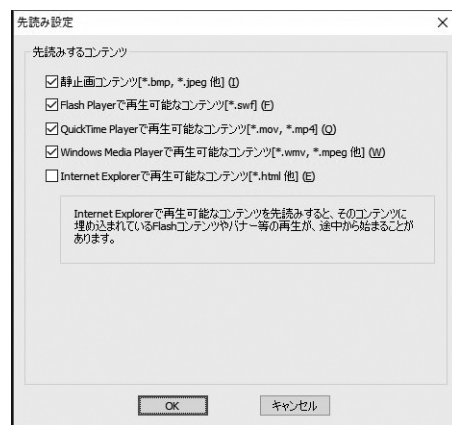 先読み設定
先読みするコンテンツ
静止画コンテンツ[*.bmp, *.jpeg 他] (I)
Flash Playerで再生可能なコンテンツ[*.swf] (F)
QuickTime Playerで再生可能なコンテンツ[*.mov, *.mp4] (Q)
Windows Media Playerで再生可能なコンテンツ[*.wmv, *.mpeg 他] (W)
Internet Explorerで再生可能なコンテンツ[*.html 他] (E)
Internet Explorerで再生可能なコンテンツを先読みすると、そのコンテンツに
埋め込まれているFlashコンテンツやバナー等の再生が、途中から始まることが
あります。
OK
キャンセル